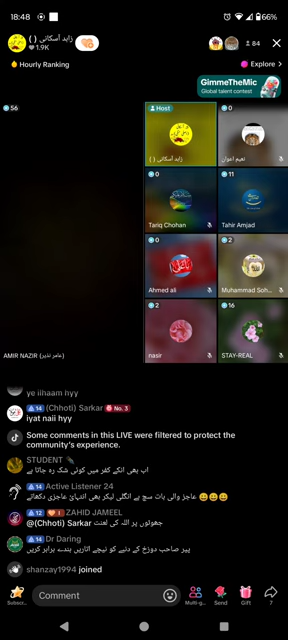 18:48
66%
زاہد آسکانی ( )
1.9K
84
Hourly Ranking
Explore >
GimmeTheMic
Global talent contest
56
Host
زاہد آسکانی ( )
0
نعیم اعوان
0
Tariq Chohan
11
Tahir Amjad
0
Ahmed ali
2
Muhammad Soh...
2
nasir
16
STAY-REAL
AMIR NAZIR (عامر نذیر)
ye ilhaam hyy
14 (Chhoti) Sarkar No. 3
iyat naii hyy
Some comments in this LIVE were filtered to protect the
community's experience.
STUDENT
اب بھی انکے کفر میں کوئی شک رہ جاتا ہے
14 Active Listener 24
عاجز والی بات سچ ہے انگلی ٹیکر بھی انتہائ عاجزی دکھاتے 😀😀😀
12 I ZAHID JAMEEL
@(Chhoti) Sarkar جھوٹوں پر اللہ کی لعنت
14 Dr Daring
پیر صاحب دوزخ کے دنبے کو نیچے اتاریں بندے برابر کریں
shanzay1994 joined
Subscr...
Comment
Multi-g...
Send
Gift
7